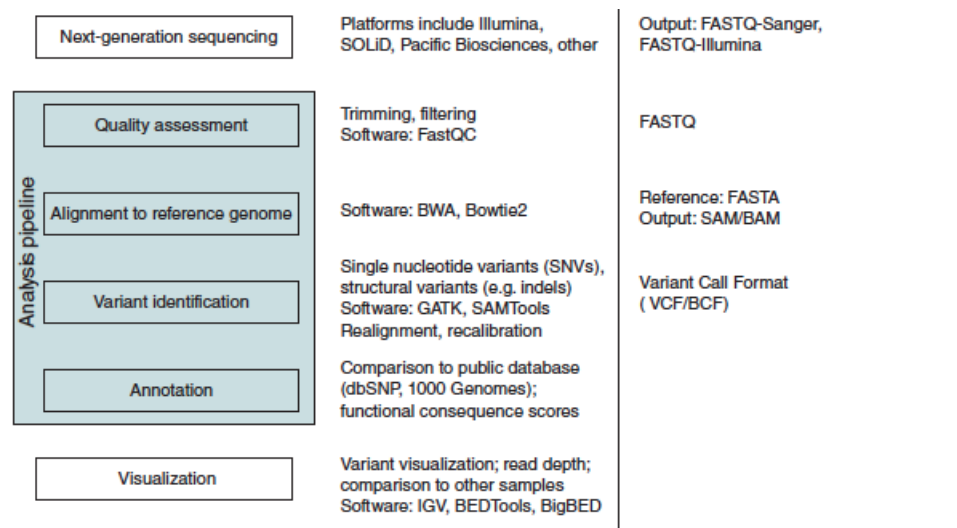 Next-generation sequencing
Platforms include Illumina,
SOLiD, Pacific Biosciences, other
Output: FASTQ-Sanger,
FASTQ-Illumina
Analysis pipeline
Quality assessment
Trimming, filtering
Software: FastQC
FASTQ
Alignment to reference genome
Software: BWA, Bowtie2
Reference: FASTA
Output: SAM/BAM
Variant identification
Single nucleotide variants (SNVs),
structural variants (e.g. indels)
Software: GATK, SAMTools
Realignment, recalibration
Variant Call Format
( VCF/BCF)
Annotation
Comparison to public database
(dbSNP, 1000 Genomes);
functional consequence scores
Visualization
Variant visualization; read depth;
comparison to other samples
Software: IGV, BEDTools, BigBED